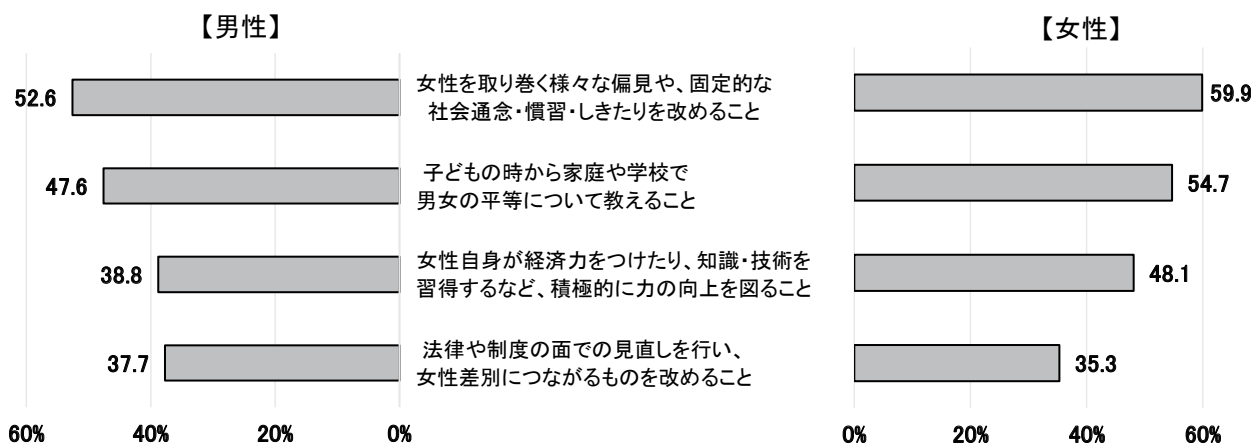 【男性】
【女性】
52.6
女性を取り巻く様々な偏見や、固定的な
社会通念・慣習・しきたりを改めること
59.9
47.6
子どもの時から家庭や学校で
男女の平等について教えること
54.7
38.8
女性自身が経済力をつけたり、知識・技術を
習得するなど、積極的に力の向上を図ること
48.1
37.7
法律や制度の面での見直しを行い、
女性差別につながるものを改めること
35.3
60% 40% 20% 0%
0% 20% 40% 60%